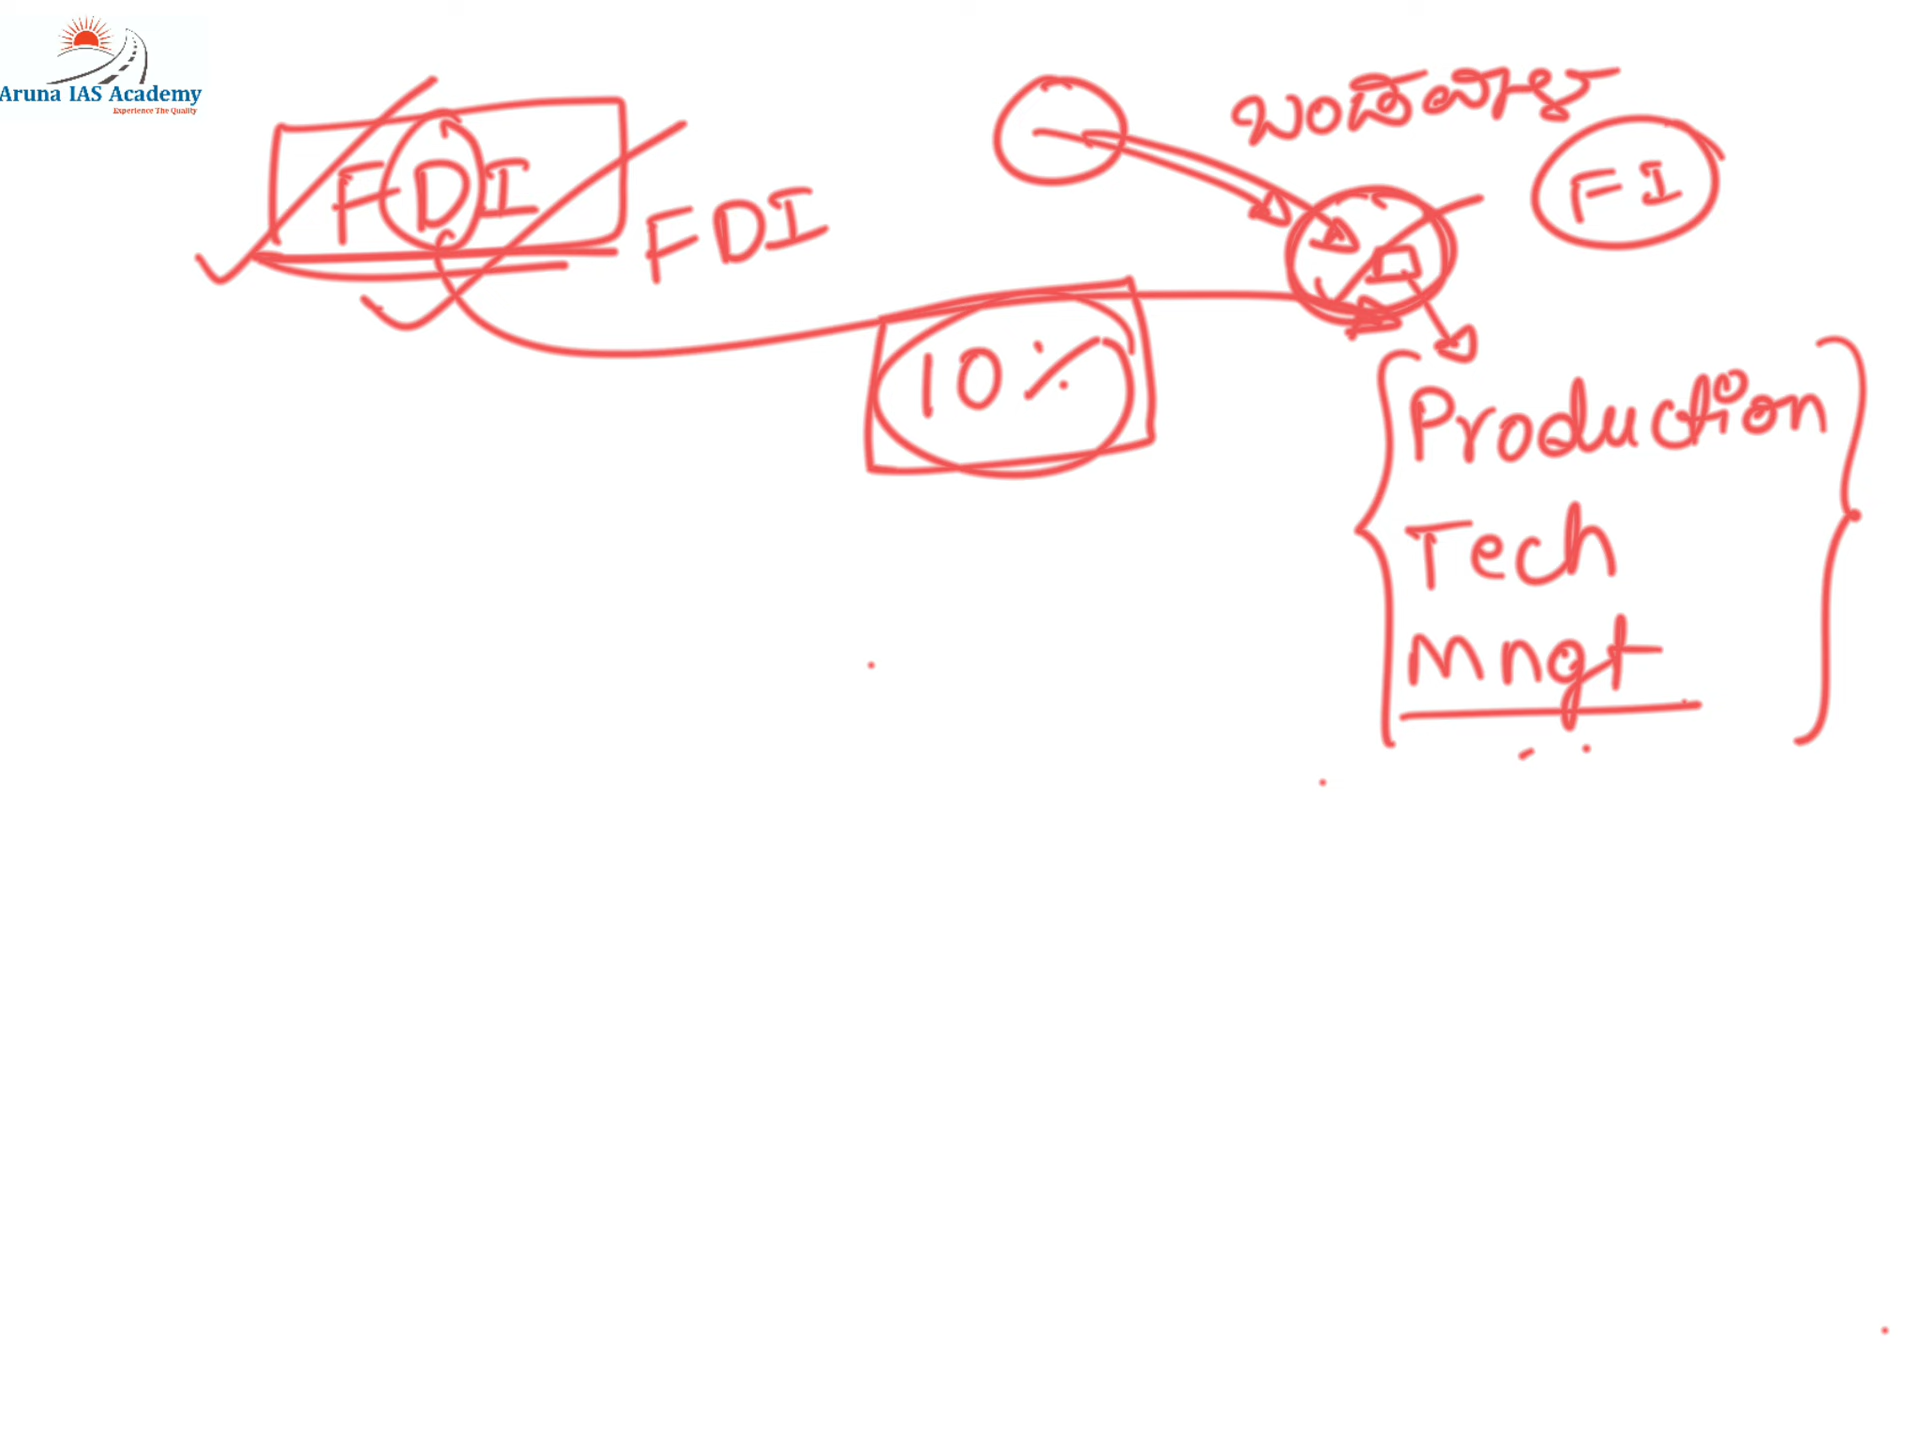 Aruna IAS Academy
Experience The Quality
FDI
FDI
ಬಂಡವಾಳ
FI
10%
Production
Tech
Mngt